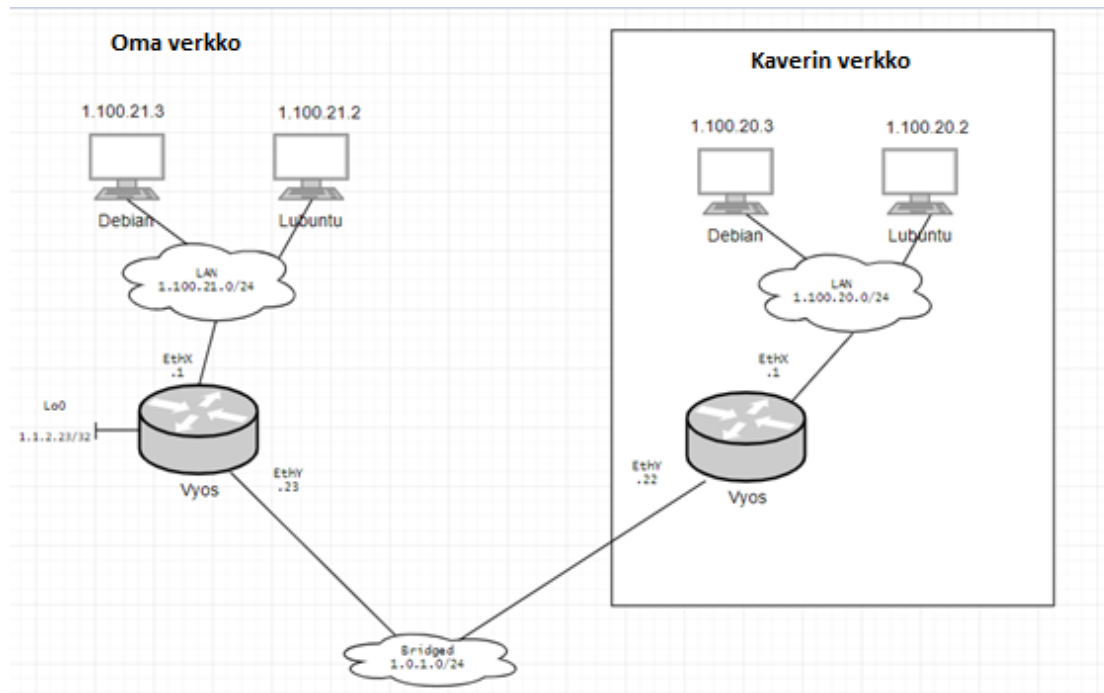 Oma verkko
1.100.21.3
1.100.21.2
Debian
Lubuntu
LAN
1.100.21.0/24
EthX
.1
Lo0
1.1.2.23/32
Vyos
EthY
.23
Kaverin verkko
1.100.20.3
1.100.20.2
Debian
Lubuntu
LAN
1.100.20.0/24
EthX
.1
EthY
.22
Vyos
Bridged
1.0.1.0/24